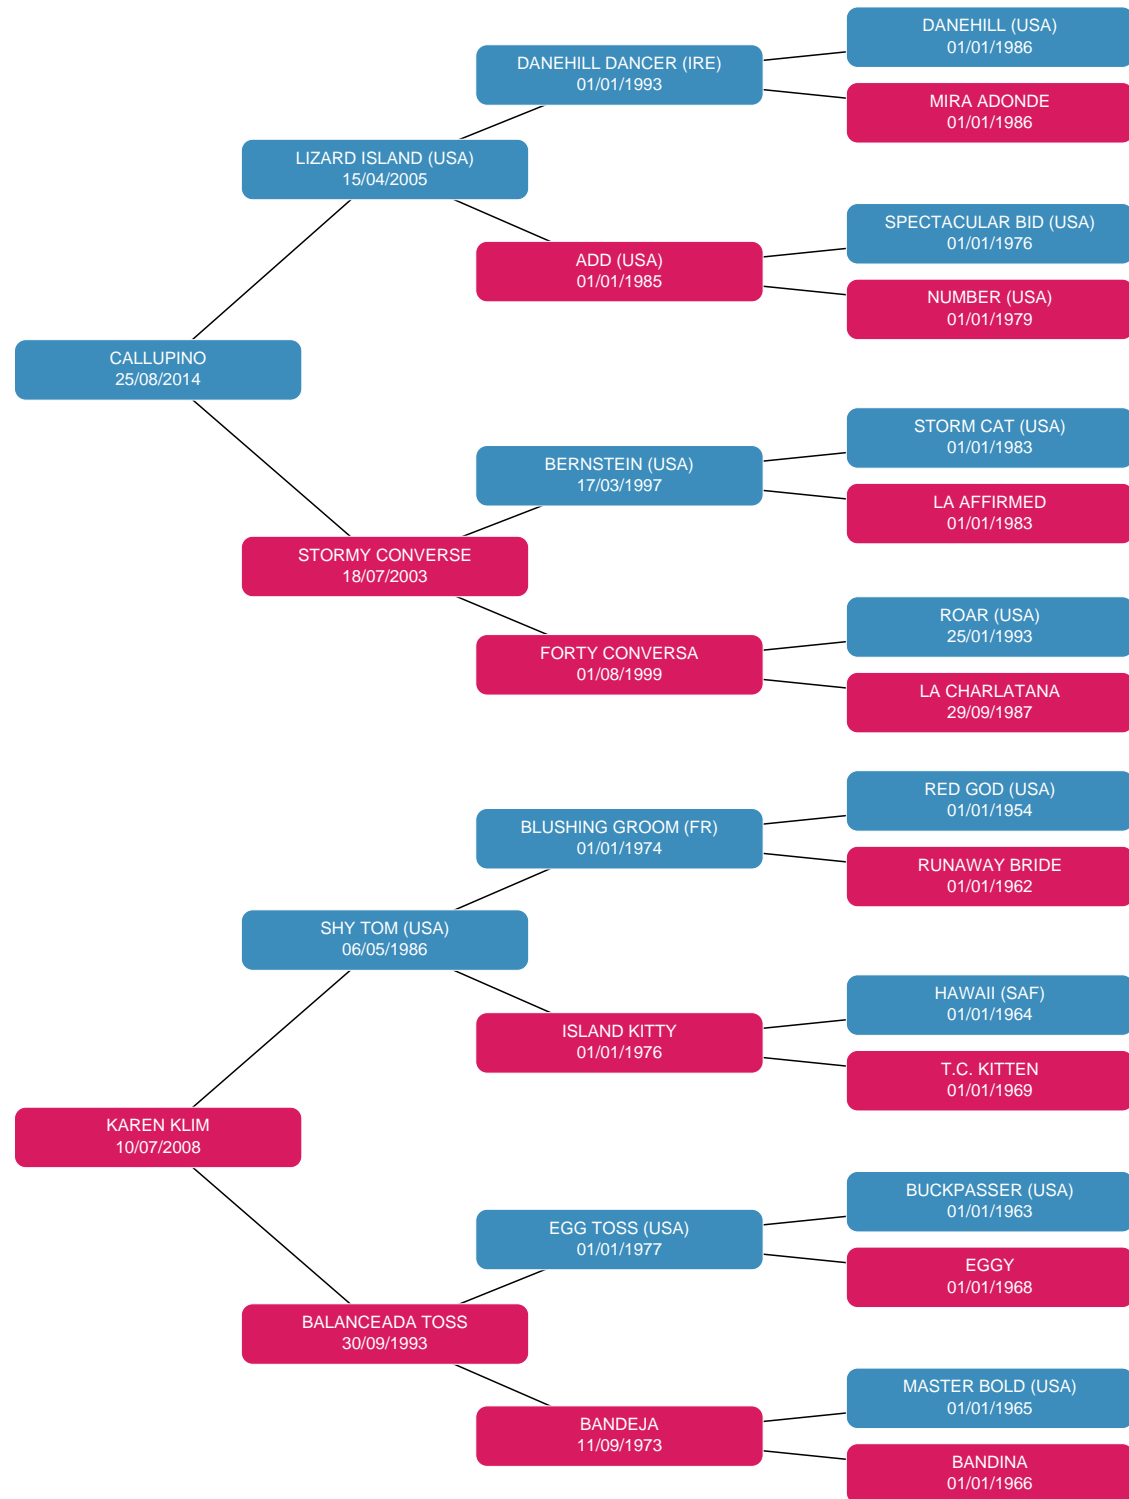 DANEHILL (USA)
01/01/1986
DANEHILL DANCER (IRE)
01/01/1993
MIRA ADONDE
01/01/1986
LIZARD ISLAND (USA)
15/04/2005
SPECTACULAR BID (USA)
01/01/1976
ADD (USA)
01/01/1985
NUMBER (USA)
01/01/1979
CALLUPINO
25/08/2014
STORM CAT (USA)
01/01/1983
BERNSTEIN (USA)
17/03/1997
LA AFFIRMED
01/01/1983
STORMY CONVERSE
18/07/2003
ROAR (USA)
25/01/1993
FORTY CONVERSA
01/08/1999
LA CHARLATANA
29/09/1987
RED GOD (USA)
01/01/1954
BLUSHING GROOM (FR)
01/01/1974
RUNAWAY BRIDE
01/01/1962
SHY TOM (USA)
06/05/1986
HAWAII (SAF)
01/01/1964
ISLAND KITTY
01/01/1976
T.C. KITTEN
01/01/1969
KAREN KLIM
10/07/2008
BUCKPASSER (USA)
01/01/1963
EGG TOSS (USA)
01/01/1977
EGGY
01/01/1968
BALANCEADA TOSS
30/09/1993
MASTER BOLD (USA)
01/01/1965
BANDEJA
11/09/1973
BANDINA
01/01/1966